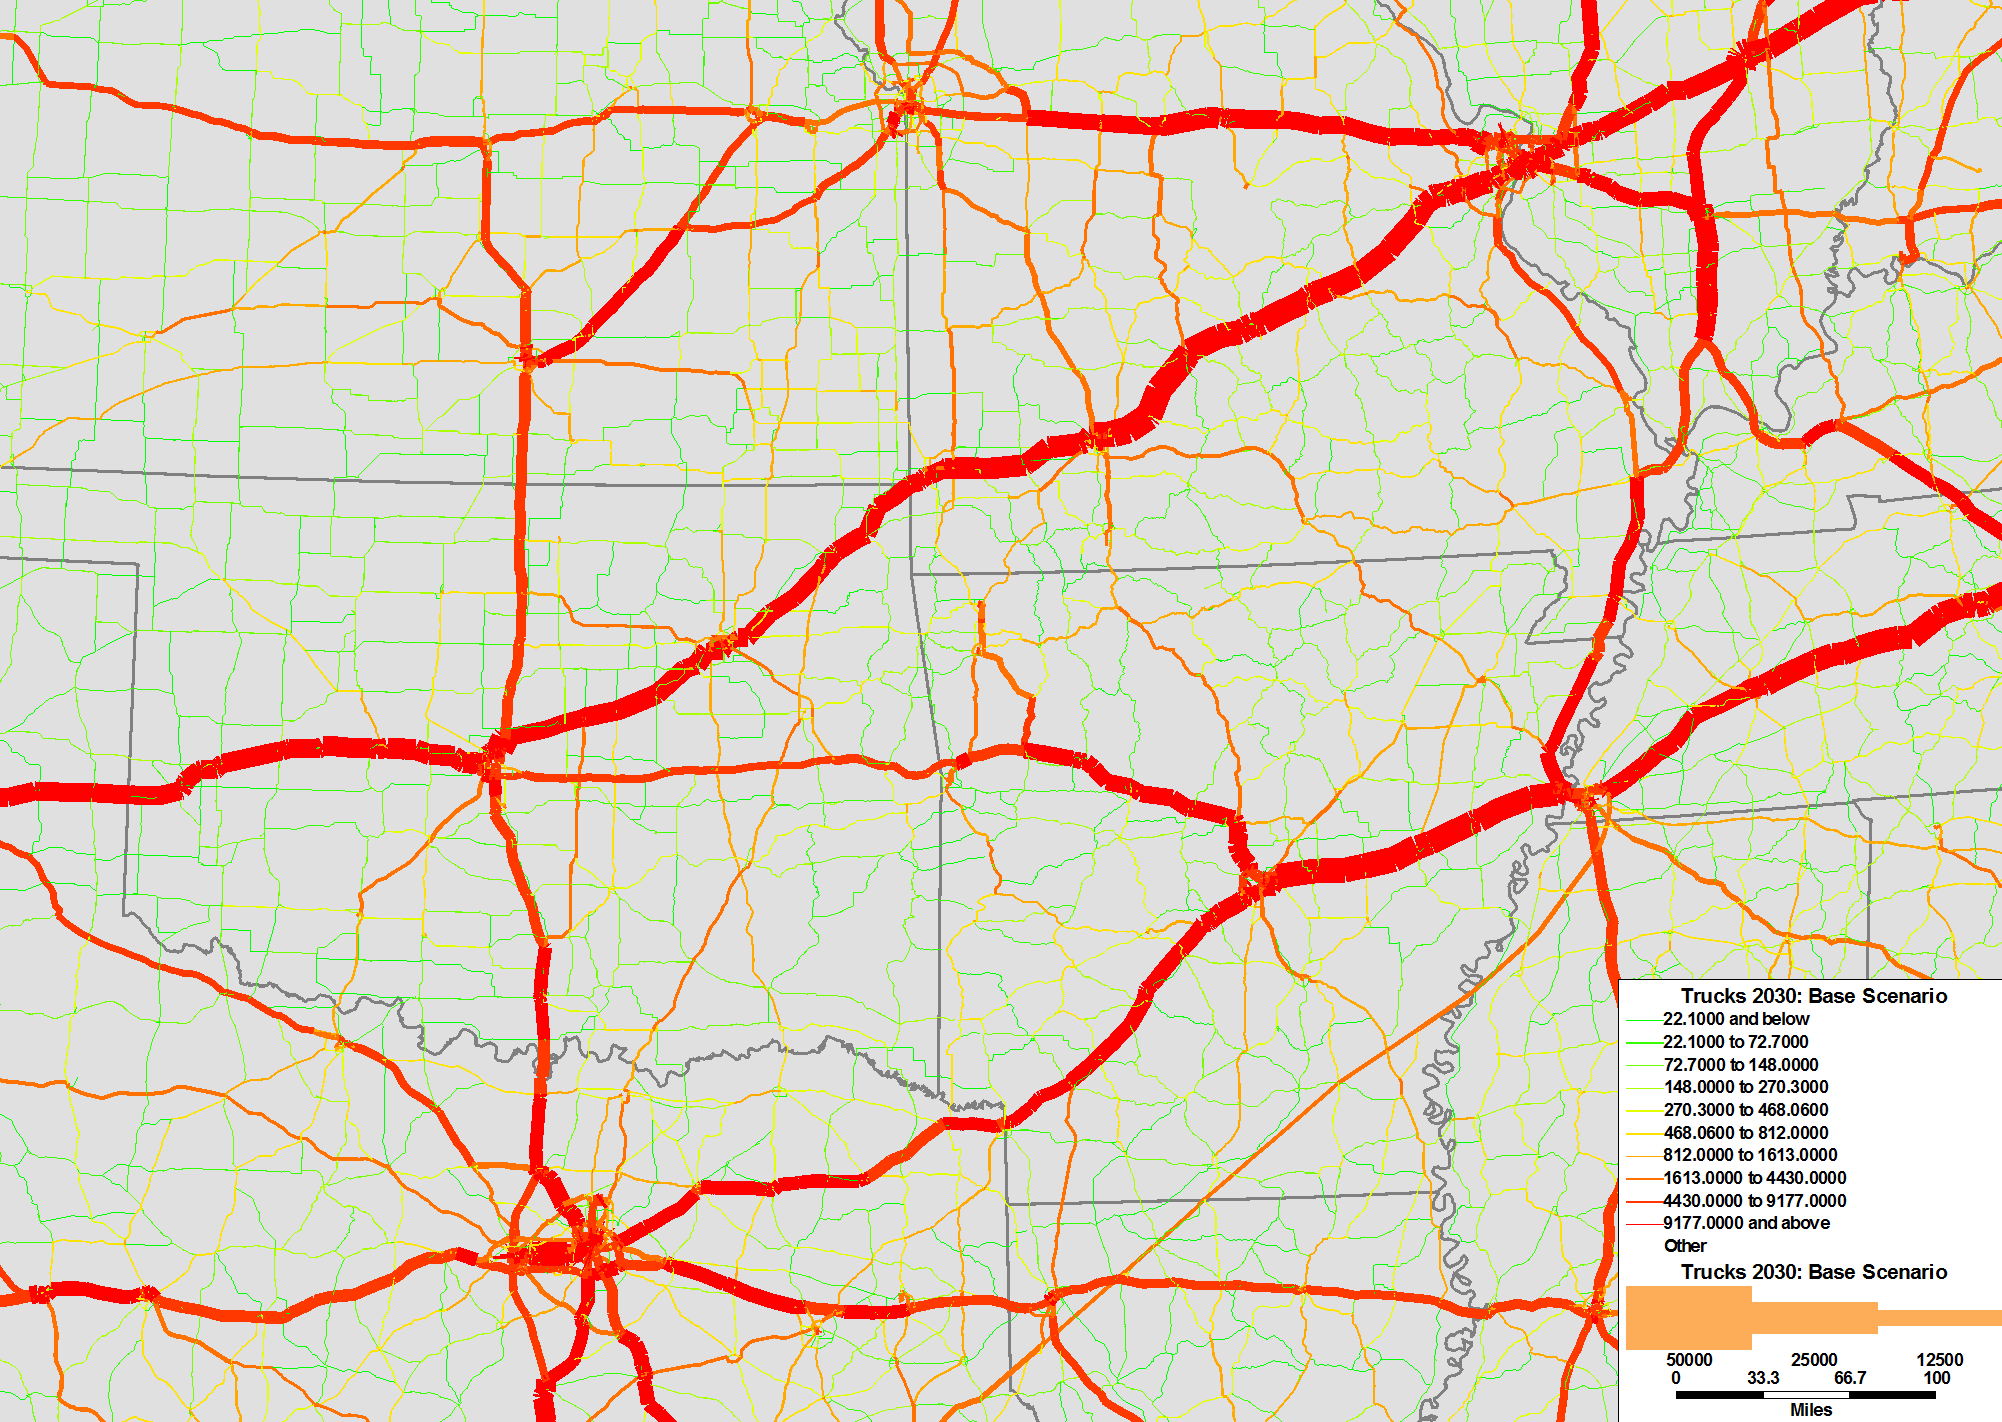 Trucks 2030: Base Scenario
22.1000 and below
22.1000 to 72.7000
72.7000 to 148.0000
148.0000 to 270.3000
270.3000 to 468.0600
468.0600 to 812.0000
812.0000 to 1613.0000
1613.0000 to 4430.0000
4430.0000 to 9177.0000
9177.0000 and above
Other
Trucks 2030: Base Scenario
50000 25000 12500
0 33.3 66.7 100
Miles